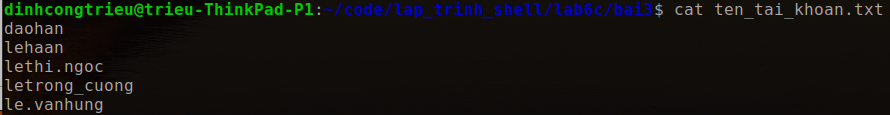 dinhcongtrieu@trieu-ThinkPad-P1:~/code/lap_trinh_shell/lab6c/bai3$ cat ten_tai_khoan.txt
daohan
lehaan
lethi.ngoc
letrong_cuong
le.vanhung